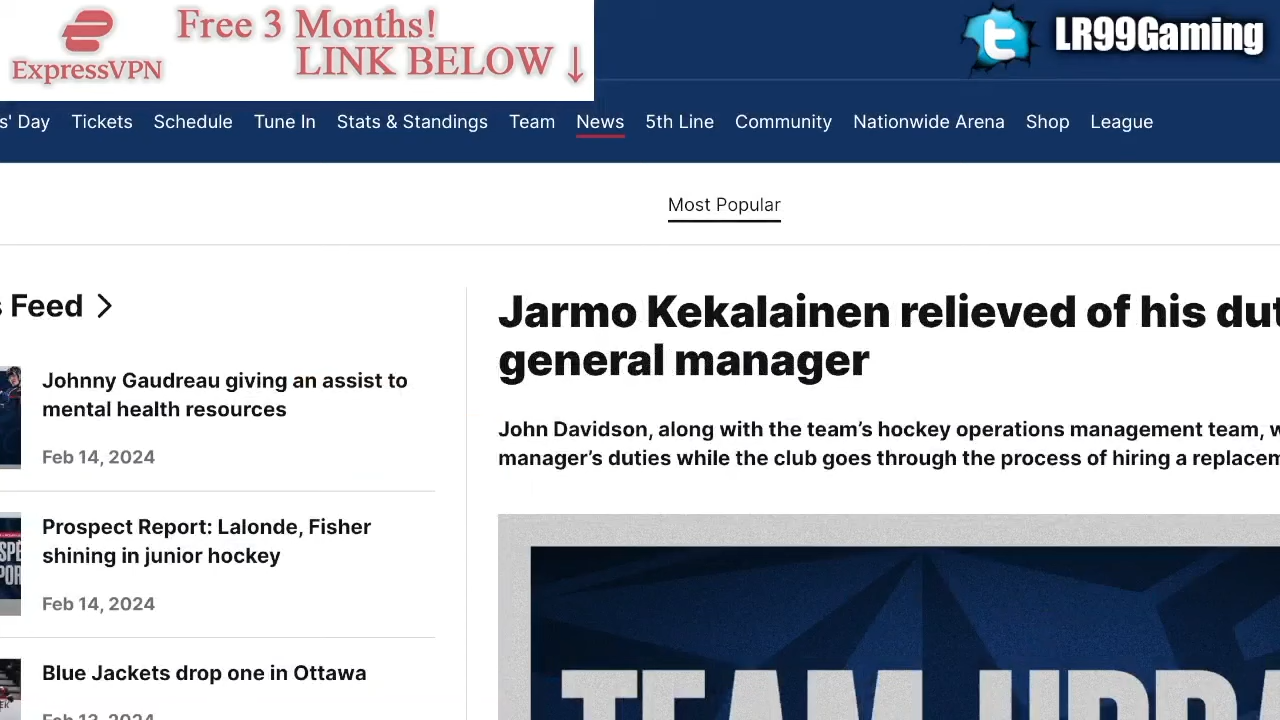 Free 3 Months!
ExpressVPN LINK BELOW ↓
LR99Gaming
s' Day Tickets Schedule Tune In Stats & Standings Team News 5th Line Community Nationwide Arena Shop League
Most Popular
Feed
Jarmo Kekalainen relieved of his
general manager
John Davidson, along with the team’s hockey operations management team,
manager’s duties while the club goes through the process of hiring a
Johnny Gaudreau giving an assist to
mental health resources
Feb 14, 2024
Prospect Report: Lalonde, Fisher
shining in junior hockey
Feb 14, 2024
Blue Jackets drop one in Ottawa
Feb 13, 2024
TEAM